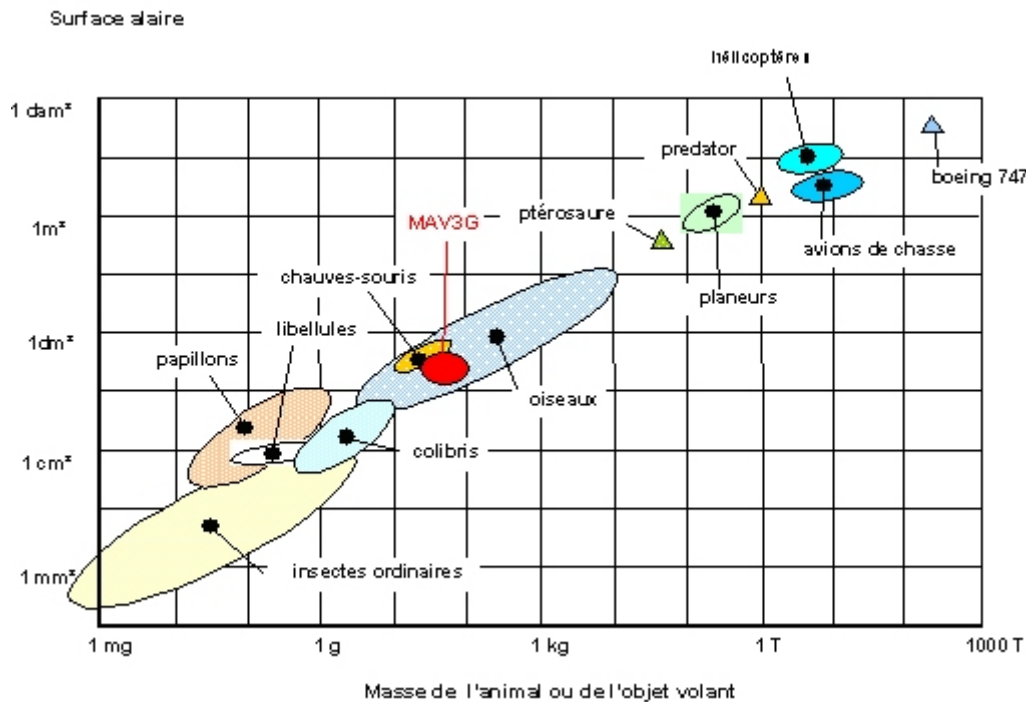 Surface alaire
hélicoptères
1 dam²
predator
boeing 747
ptérosaure
MAV3G
1m²
avions de chasse
chauves-souris
planeurs
libellules
1dm²
papillons
oiseaux
colibris
1 cm²
insectes ordinaires
1 mm²
1 mg
1 g
1 kg
1 T
1000 T
Masse de l'animal ou de l'objet volant